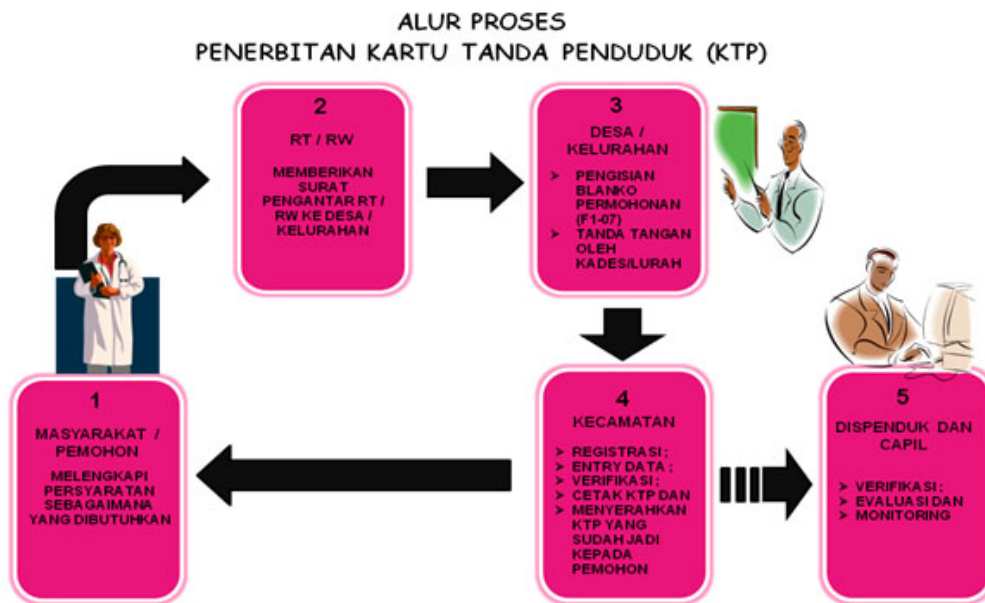 ALUR PROSES
PENERBITAN KARTU TANDA PENDUDUK (KTP)
1
MASYARAKAT /
PEMOHON
MELENGKAPI
PERSYARATAN
SEBAGAIMANA
YANG DIBUTUHKAN
2
RT / RW
MEMBERIKAN
SURAT
PENGANTAR RT /
RW KE DESA /
KELURAHAN
3
DESA /
KELURAHAN
➤ PENGISIAN
BLANKO
PERMOHONAN
(F1-07)
➤ TANDA TANGAN
OLEH
KADES/LURAH
4
KECAMATAN
➤ REGISTRASI ;
➤ ENTRY DATA ;
➤ VERIFIKASI ;
➤ CETAK KTP DAN
➤ MENYERAHKAN
KTP YANG
SUDAH JADI
KEPADA
PEMOHON
5
DISPENDUK DAN
CAPIL
➤ VERIFIKASI ;
➤ EVALUASI DAN
➤ MONITORING